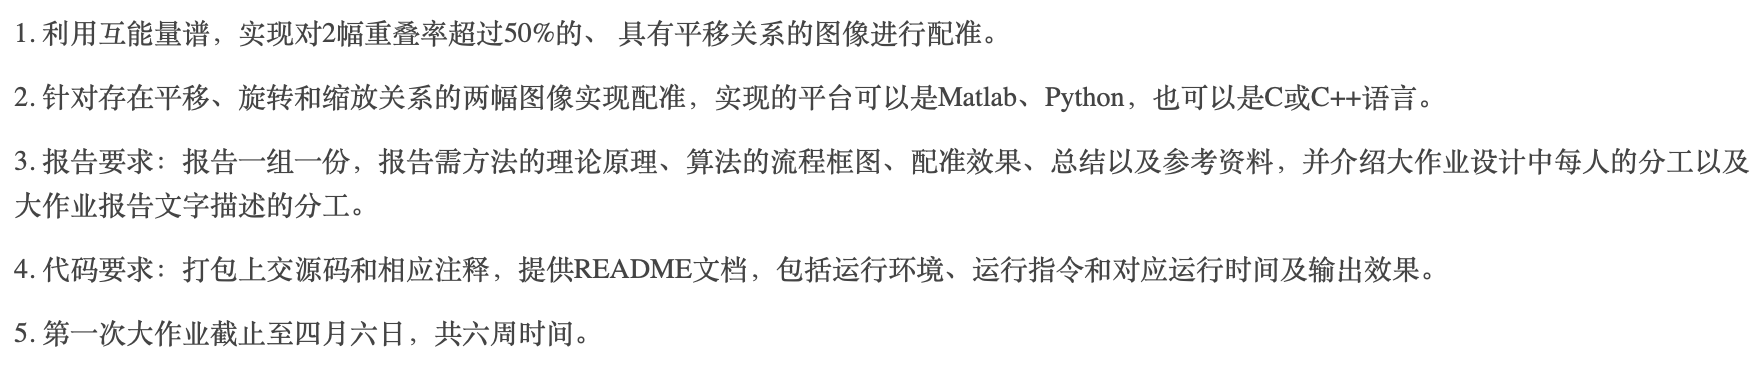 1. 利用互能量谱，实现对2幅重叠率超过50%的、 具有平移关系的图像进行配准。
2. 针对存在平移、旋转和缩放关系的两幅图像实现配准，实现的平台可以是Matlab、Python，也可以是C或C++语言。
3. 报告要求：报告一组一份，报告需方法的理论原理、算法的流程框图、配准效果、总结以及参考资料，并介绍大作业设计中每人的分工以及
大作业报告文字描述的分工。
4. 代码要求：打包上交源码和相应注释，提供README文档，包括运行环境、运行指令和对应运行时间及输出效果。
5. 第一次大作业截止至四月六日，共六周时间。